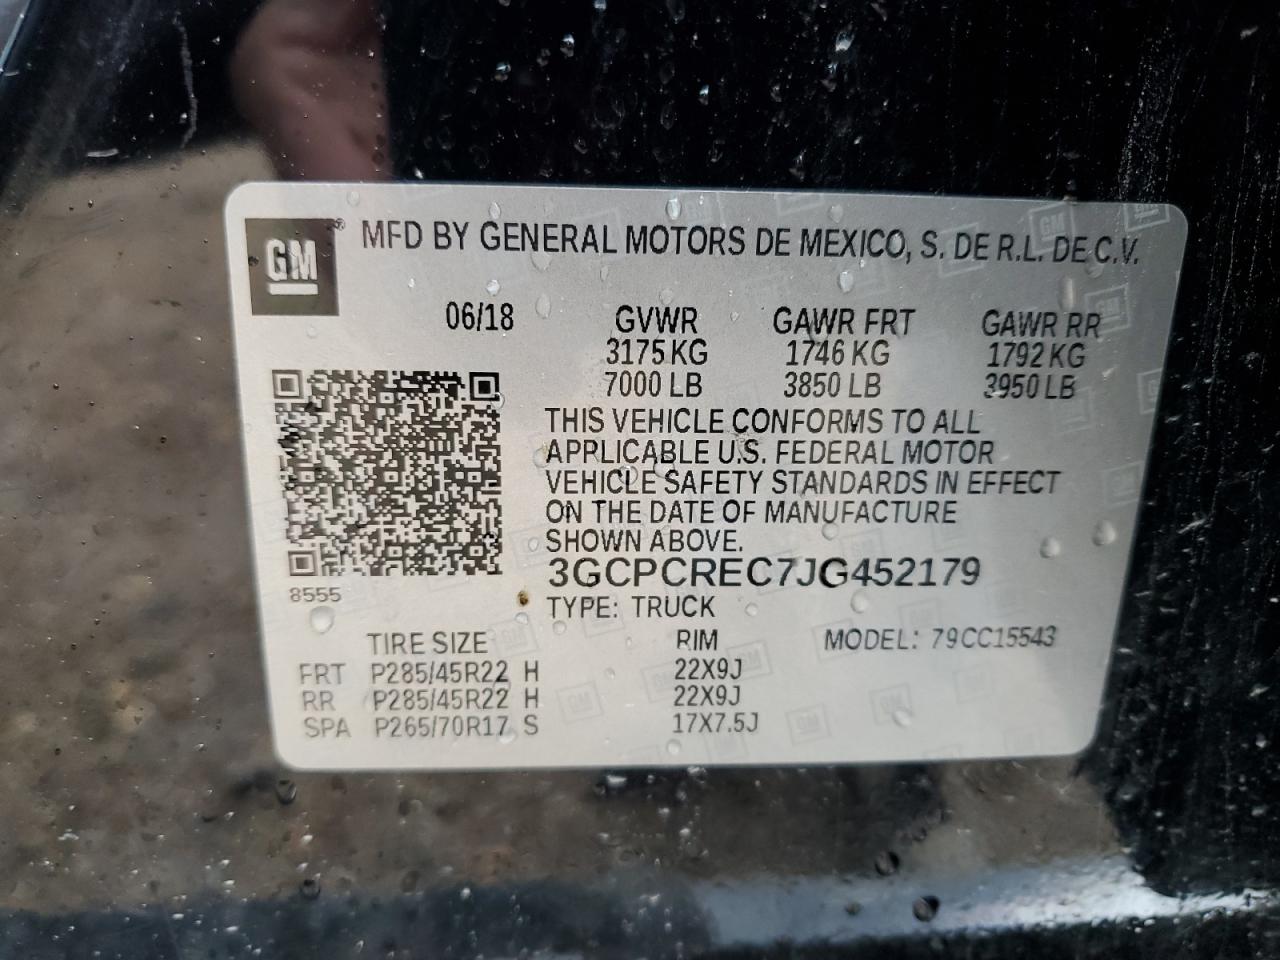 GM® MFD BY GENERAL MOTORS DE MEXICO, S. DE R.L. DE C.V.
06/18 GVWR GAWR FRT GAWR RR
3175 KG 1746 KG 1792 KG
7000 LB 3850 LB 3950 LB
THIS VEHICLE CONFORMS TO ALL
APPLICABLE U.S. FEDERAL MOTOR
VEHICLE SAFETY STANDARDS IN EFFECT
ON THE DATE OF MANUFACTURE
SHOWN ABOVE.
3GCPCREC7JG452179
8555
TYPE: TRUCK
TIRE SIZE RIM MODEL: 79CC15543
FRT P285/45R22 H 22X9J
RR P285/45R22 H 22X9J
SPA P265/70R17 S 17X7.5J